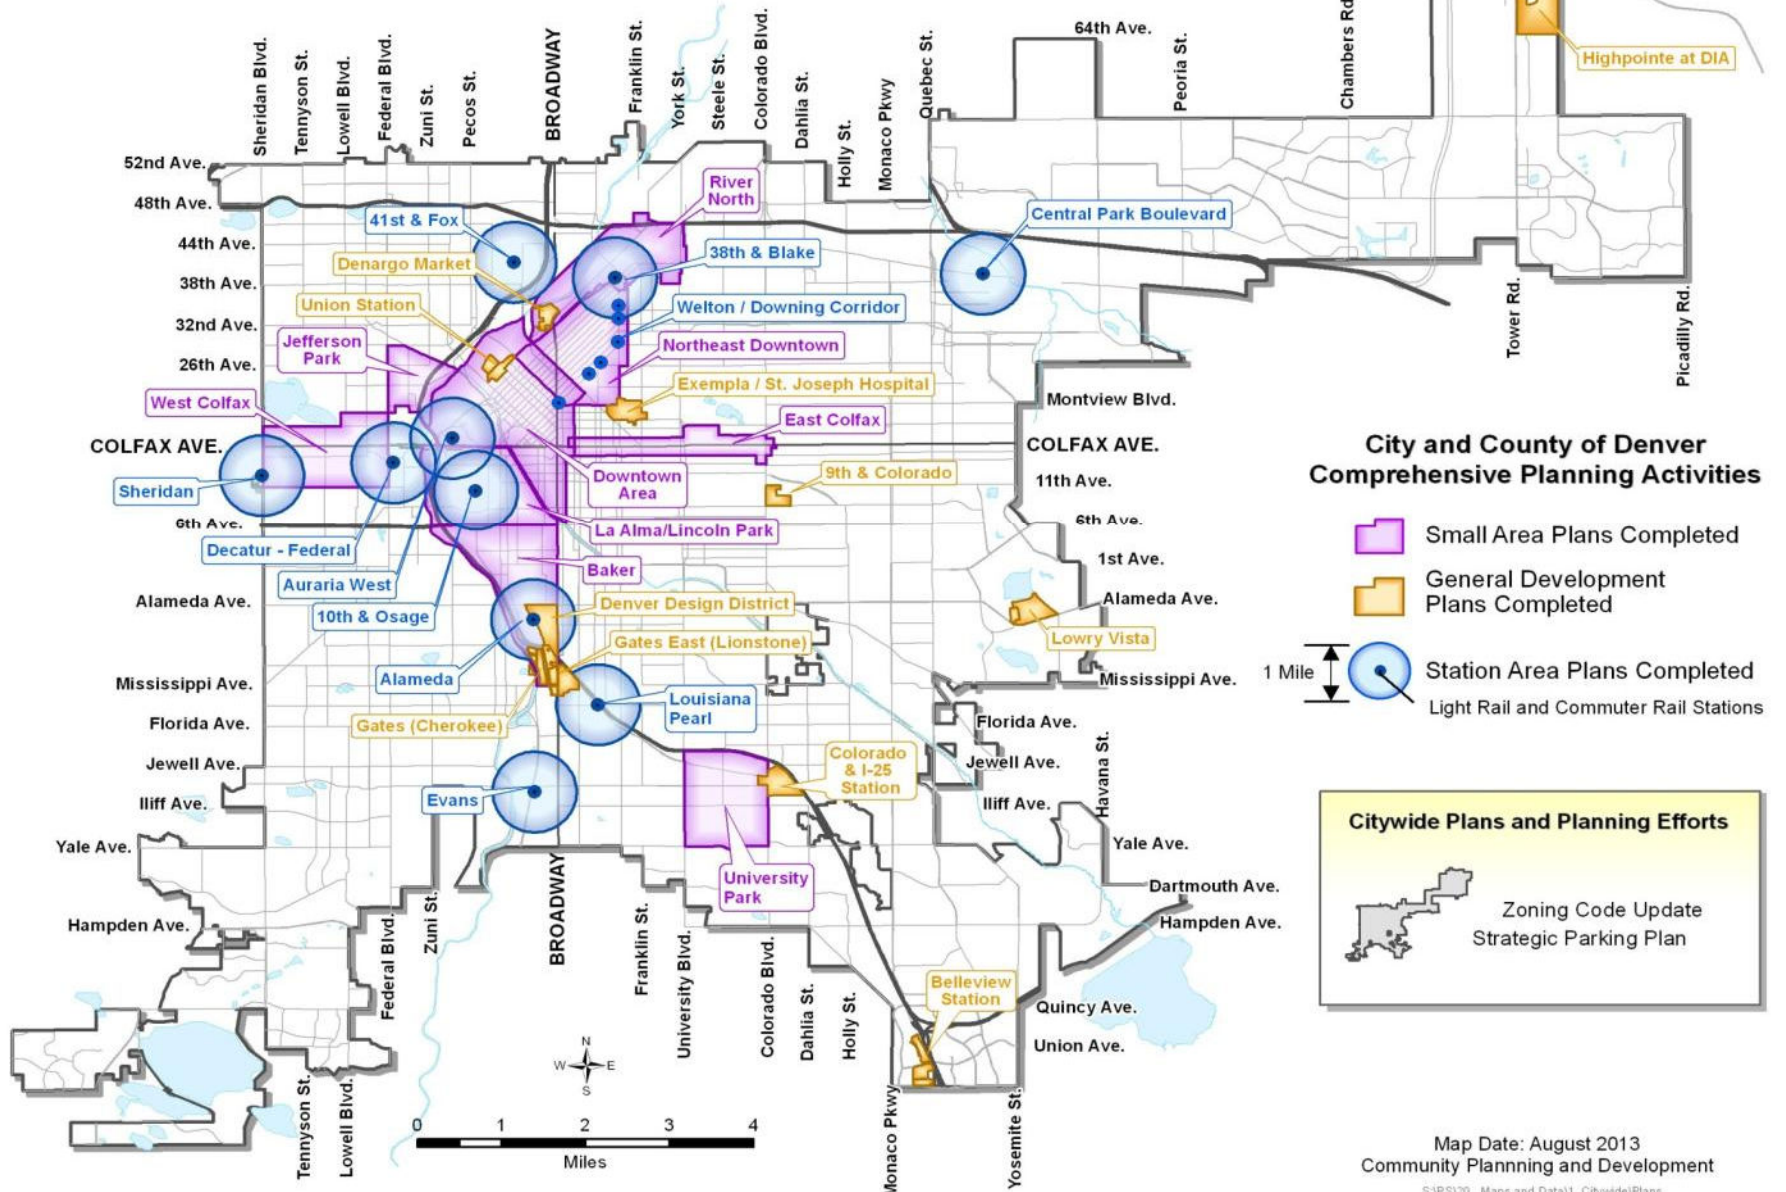 64th Ave.
Highpointe at DIA
Sheridan Blvd.
Tennyson St.
Lowell Blvd.
Federal Blvd.
Zuni St.
Pecos St.
BROADWAY
Franklin St.
York St.
Steele St.
Colorado Blvd.
Dahlia St.
Holly St.
Monaco Pkwy
Quebec St.
Peoria St.
Chambers Rd
52nd Ave.
48th Ave.
44th Ave.
38th Ave.
32nd Ave.
26th Ave.
COLFAX AVE.
6th Ave.
Alameda Ave.
Mississippi Ave.
Florida Ave.
Jewell Ave.
Iliff Ave.
Yale Ave.
Hampden Ave.
River
North
41st & Fox
Central Park Boulevard
Denargo Market
38th & Blake
Union Station
Welton / Downing Corridor
Jefferson
Park
Northeast Downtown
Exempla / St. Joseph Hospital
West Colfax
East Colfax
Downtown
Area
9th & Colorado
Sheridan
La Alma/Lincoln Park
Decatur - Federal
Baker
Auraria West
10th & Osage
Denver Design District
Gates East (Lionstone)
Alameda
Louisiana
Pearl
Gates (Cherokee)
Colorado
& I-25
Station
Evans
University
Park
Belleview
Station
Lowry Vista
Tower Rd.
Picadilly Rd.
Montview Blvd.
COLFAX AVE.
11th Ave.
6th Ave.
1st Ave.
Alameda Ave.
Mississippi Ave.
Florida Ave.
Jewell Ave.
Iliff Ave.
Havana St.
Yale Ave.
Dartmouth Ave.
Hampden Ave.
Quincy Ave.
Union Ave.
Federal Blvd.
Zuni St.
BROADWAY
Franklin St.
University Blvd.
Colorado Blvd.
Dahlia St.
Holly St.
Tennyson St.
Lowell Blvd.
Monaco Pkwy
Yosemite St.
N
W E
S
0 1 2 3 4
Miles
City and County of Denver
Comprehensive Planning Activities
Small Area Plans Completed
General Development
Plans Completed
1 Mile
Station Area Plans Completed
Light Rail and Commuter Rail Stations
Citywide Plans and Planning Efforts
Zoning Code Update
Strategic Parking Plan
Map Date: August 2013
Community Plannning and Development